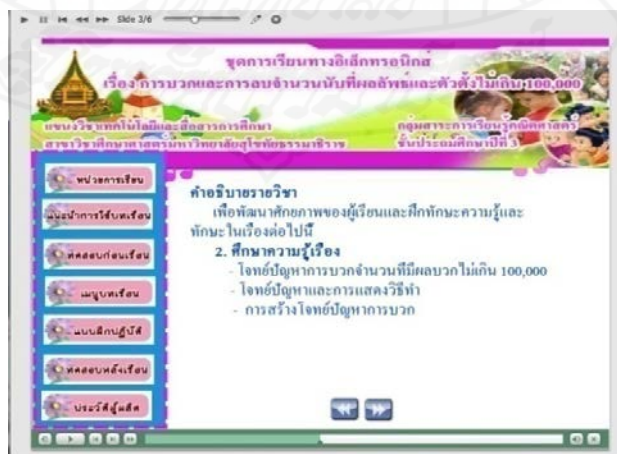 Slide 3/6
ชุดการเรียนทางอิเล็กทรอนิกส์
เรื่อง การบวกและการลบจำนวนนับที่ผลลัพธ์และตัวตั้งไม่เกิน 100,000
แขนงวิชาเทคโนโลยีและสื่อสารการศึกษา
สาขาวิชาศึกษาศาสตร์มหาวิทยาลัยสุโขทัยธรรมาธิราช
กลุ่มสาระการเรียนรู้คณิตศาสตร์
ชั้นประถมศึกษาปีที่ 3
หน่วยการเรียน
แนะนำการใช้บทเรียน
ทดสอบก่อนเรียน
เมนูบทเรียน
แบบฝึกปฏิบัติ
ทดสอบหลังเรียน
ประวัติผู้ผลิต
คำอธิบายรายวิชา
เพื่อพัฒนาศักยภาพของผู้เรียนและฝึกทักษะความรู้และ
ทักษะในเรื่องต่อไปนี้
2. ศึกษาความรู้เรื่อง
- โจทย์ปัญหาการบวกจำนวนที่มีผลบวกไม่เกิน 100,000
- โจทย์ปัญหาและการแสดงวิธีทำ
- การสร้างโจทย์ปัญหาการบวก